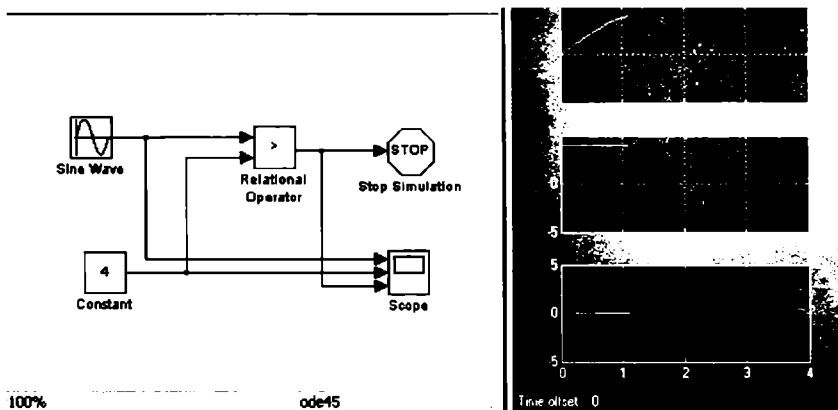 Sine Wave
>
Relational
Operator
STOP
Stop Simulation
4
Constant
Scope
100%
ode45
0
-5
5
0
-5
0
1
2
3
4
Time offset 0